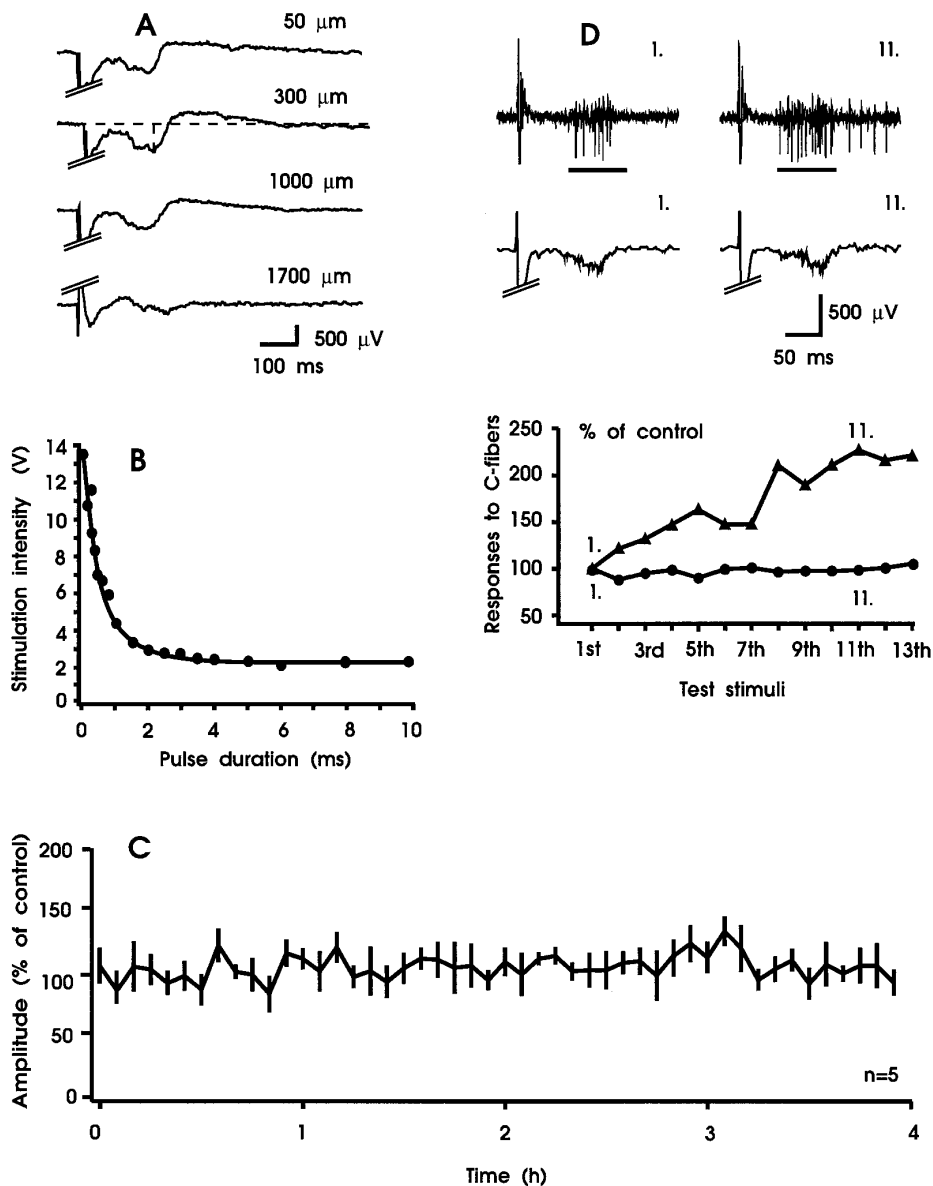 A
50 μm
300 μm
1000 μm
1700 μm
500 μV
100 ms
D
1.
11.
1.
11.
500 μV
50 ms
B
Stimulation intensity (V)
14
12
10
8
6
4
2
0
0 2 4 6 8 10
Pulse duration (ms)
Responses to C-fibers
% of control
250
200
150
100
50
1.
11.
1.
11.
1st 3rd 5th 7th 9th 11th 13th
Test stimuli
C
Amplitude (% of control)
200
150
100
50
0
n=5
0 1 2 3 4
Time (h)